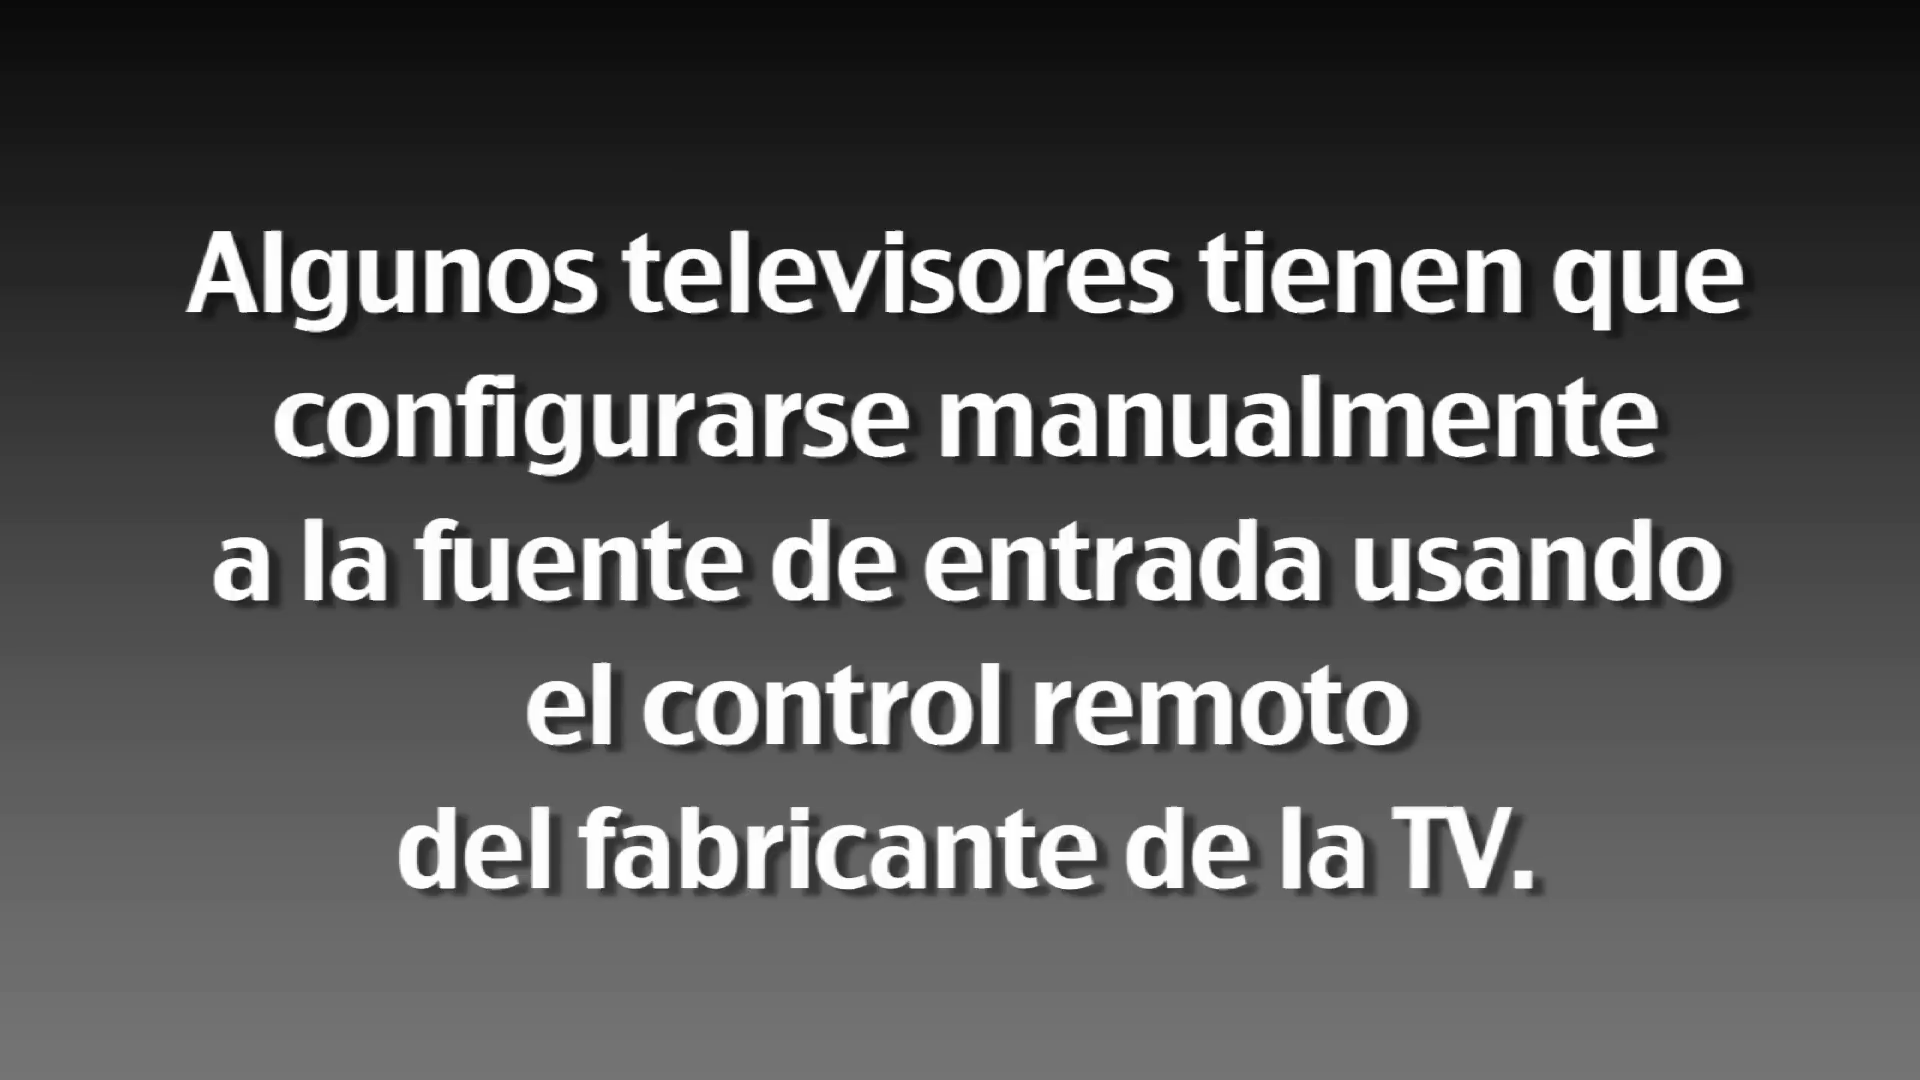 Algunos televisores tienen que
configurarse manualmente
a la fuente de entrada usando
el control remoto
del fabricante de la TV.